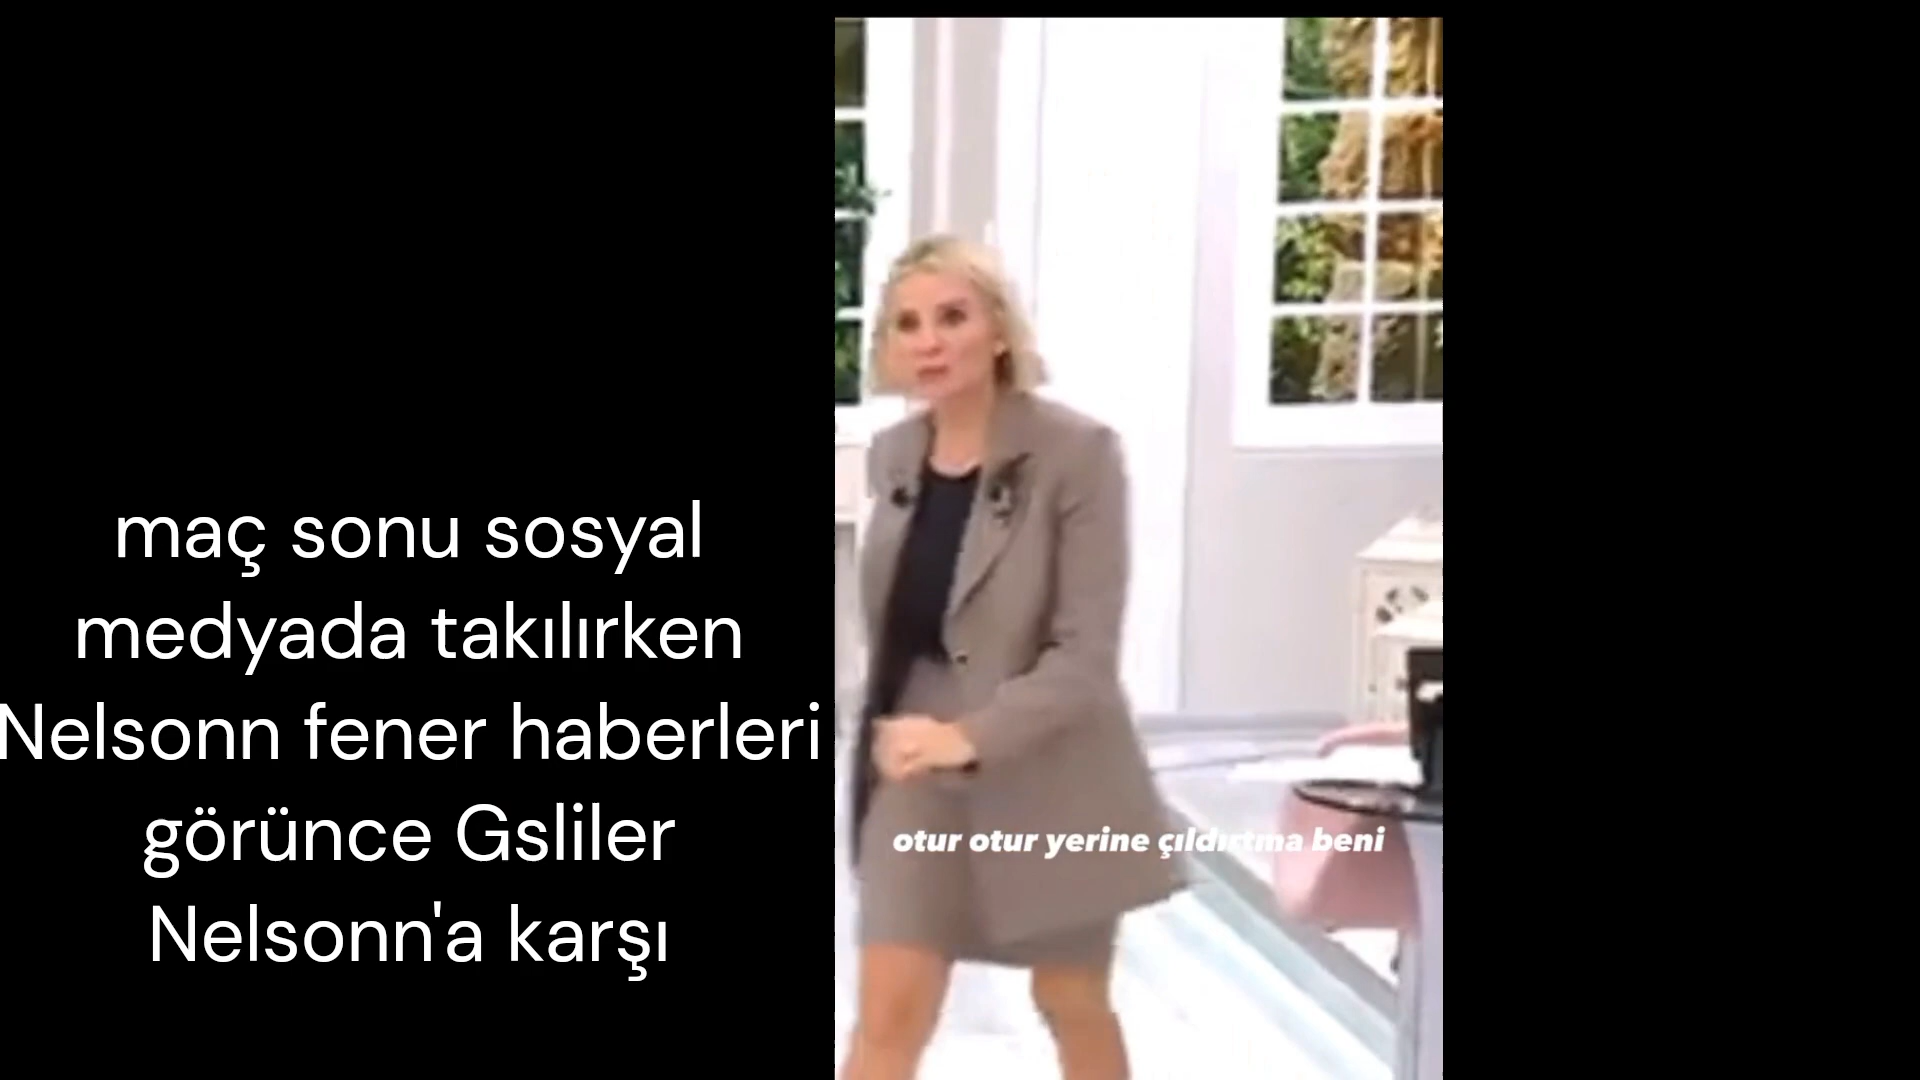 maç sonu sosyal
medyada takılırken
Nelsonn fener haberleri
görünce Gsliler
Nelsonn'a karşı
otur otur yerine çıldırtma beni